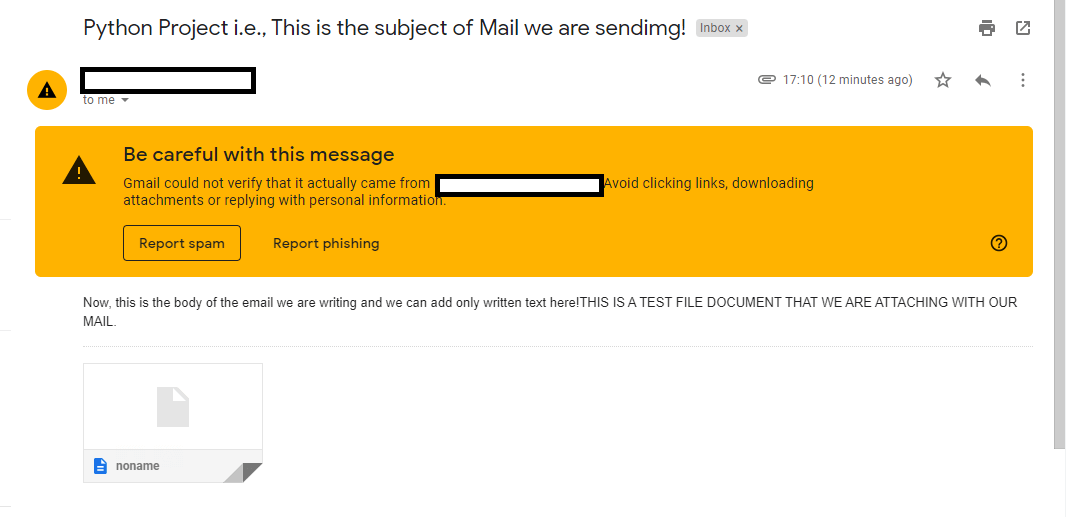 Python Project i.e., This is the subject of Mail we are sendimg! Inbox ×
17:10 (12 minutes ago)
to me
Be careful with this message
Gmail could not verify that it actually came from Avoid clicking links, downloading
attachments or replying with personal information.
Report spam Report phishing
Now, this is the body of the email we are writing and we can add only written text here!THIS IS A TEST FILE DOCUMENT THAT WE ARE ATTACHING WITH OUR
MAIL.
noname